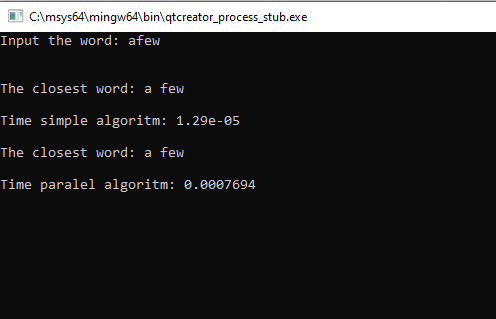 C:\msys64\mingw64\bin\qtcreator_process_stub.exe
Input the word: afew
The closest word: a few
Time simple algoritm: 1.29e-05
The closest word: a few
Time paralel algoritm: 0.0007694